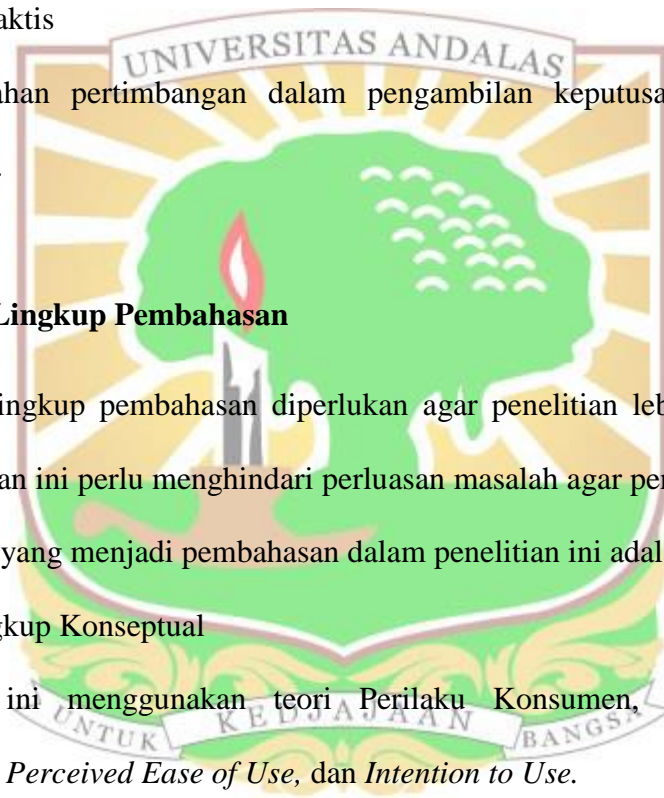 aktis
UNIVERSITAS ANDALAS
ahan pertimbangan dalam pengambilan keputusa
.
Lingkup Pembahasan
ingkup pembahasan diperlukan agar penelitian leb
an ini perlu menghindari perluasan masalah agar pe
yang menjadi pembahasan dalam penelitian ini adal
gkup Konseptual
ini menggunakan teori Perilaku Konsumen,
UNTUK KEDJAJAAN BANGSA
Perceived Ease of Use, dan Intention to Use.